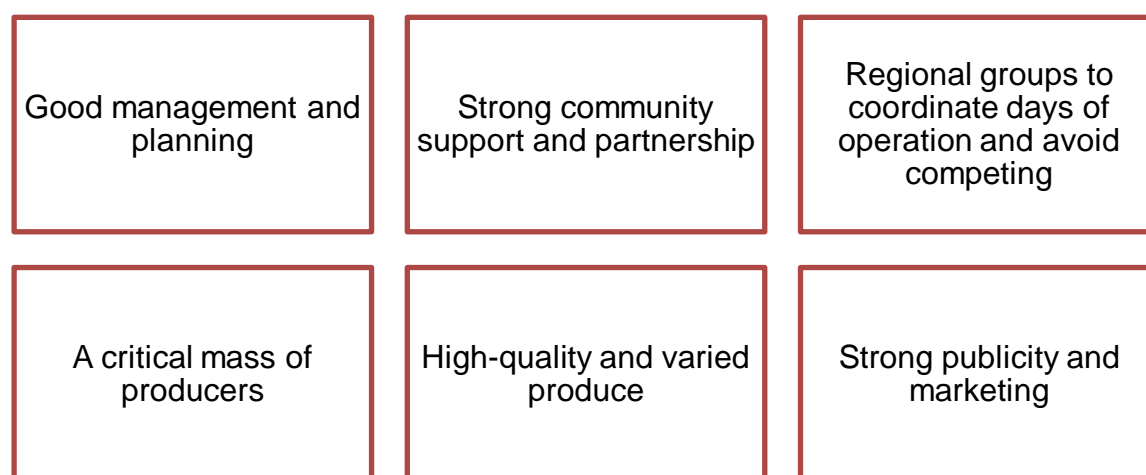 Good management and
planning
Strong community
support and partnership
Regional groups to
coordinate days of
operation and avoid
competing
A critical mass of
producers
High-quality and varied
produce
Strong publicity and
marketing